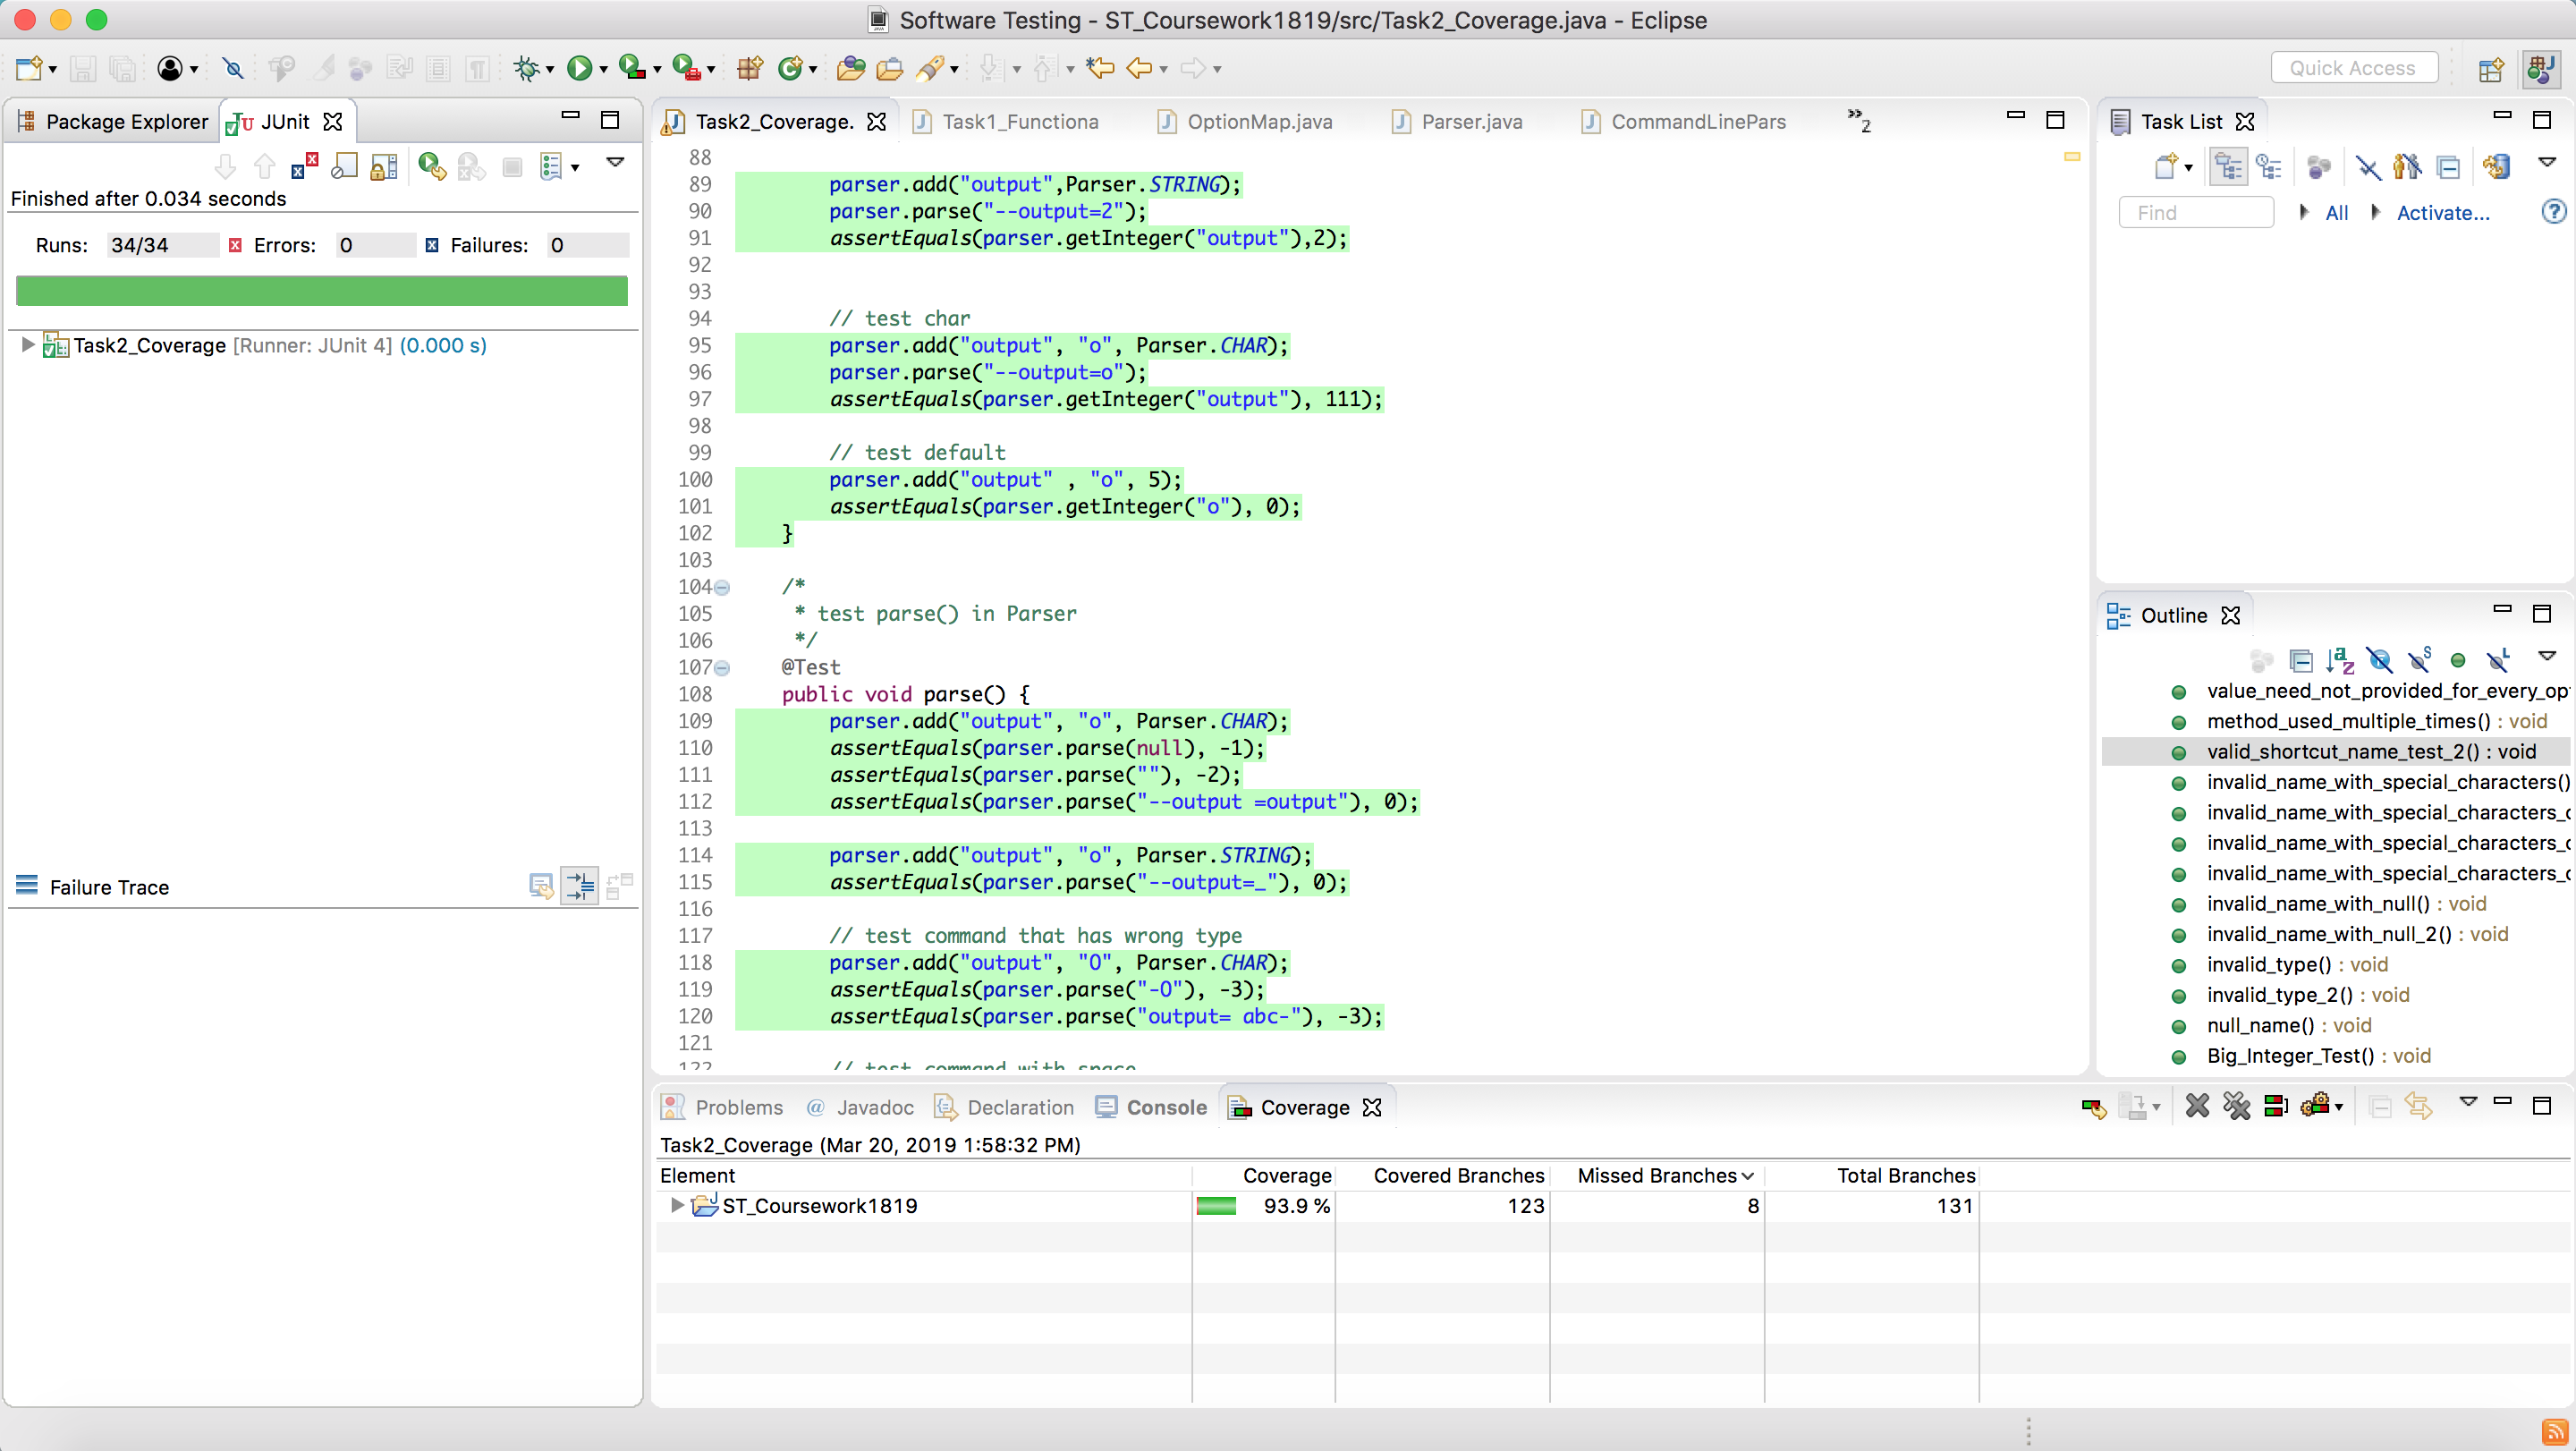 Software Testing - ST_Coursework1819/src/Task2_Coverage.java - Eclipse
Quick Access
Package Explorer
JUnit
Finished after 0.034 seconds
Runs: 34/34 Errors: 0 Failures: 0
Task2_Coverage [Runner: JUnit 4] (0.000 s)
Failure Trace
Task2_Coverage. Task1_Functiona OptionMap.java Parser.java CommandLinePars »2
88
89 parser.add("output",Parser.STRING);
90 parser.parse("--output=2");
91 assertEquals(parser.getInteger("output"),2);
92
93
94 // test char
95 parser.add("output", "o", Parser.CHAR);
96 parser.parse("--output=o");
97 assertEquals(parser.getInteger("output"), 111);
98
99 // test default
100 parser.add("output" , "o", 5);
101 assertEquals(parser.getInteger("o"), 0);
102 }
103
104 /*
105 * test parse() in Parser
106 */
107 @Test
108 public void parse() {
109 parser.add("output", "o", Parser.CHAR);
110 assertEquals(parser.parse(null), -1);
111 assertEquals(parser.parse(""), -2);
112 assertEquals(parser.parse("--output =output"), 0);
113
114 parser.add("output", "o", Parser.STRING);
115 assertEquals(parser.parse("--output=_"), 0);
116
117 // test command that has wrong type
118 parser.add("output", "O", Parser.CHAR);
119 assertEquals(parser.parse("-O"), -3);
120 assertEquals(parser.parse("output= abc-"), -3);
121
122 // test command with space
Task List
Find All Activate...
Outline
value_need_not_provided_for_every_op
method_used_multiple_times() : void
valid_shortcut_name_test_2() : void
invalid_name_with_special_characters()
invalid_name_with_special_characters_
invalid_name_with_special_characters_
invalid_name_with_special_characters_
invalid_name_with_null() : void
invalid_name_with_null_2() : void
invalid_type() : void
invalid_type_2() : void
null_name() : void
Big_Integer_Test() : void
Problems @ Javadoc Declaration Console Coverage
Task2_Coverage (Mar 20, 2019 1:58:32 PM)
Element Coverage Covered Branches Missed Branches Total Branches
ST_Coursework1819 93.9 % 123 8 131